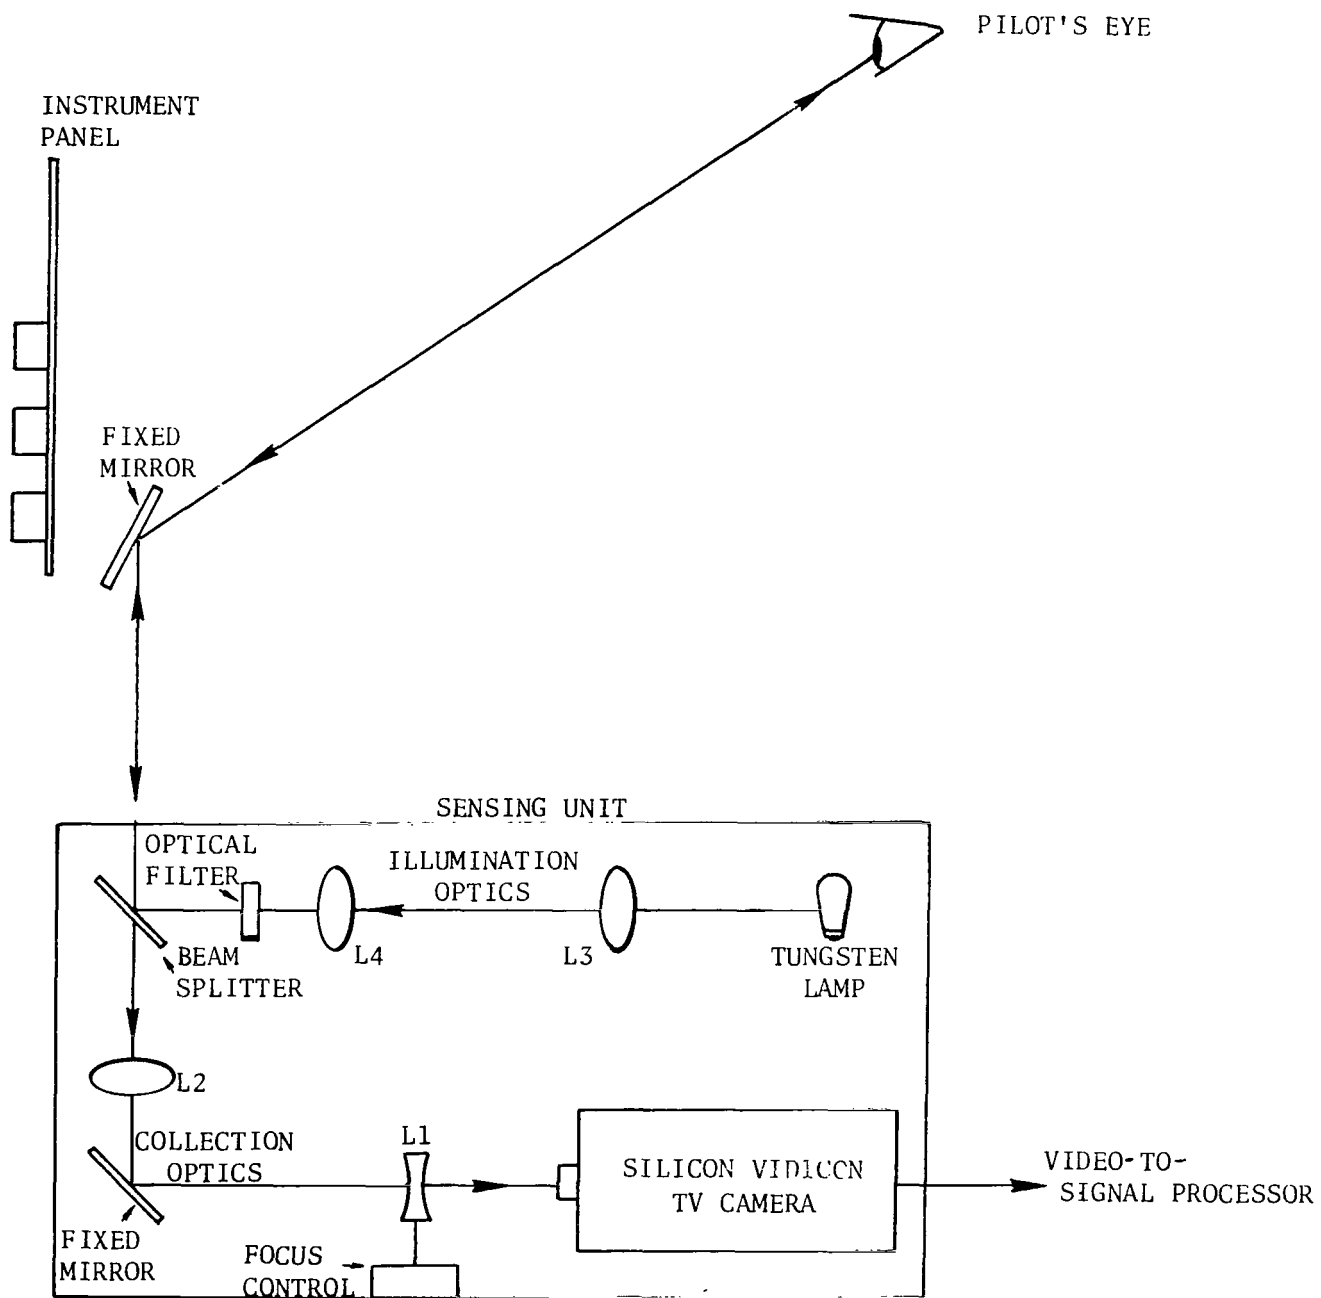 PILOT'S EYE
INSTRUMENT
PANEL
FIXED
MIRROR
SENSING UNIT
OPTICAL
FILTER
ILLUMINATION
OPTICS
L4
L3
BEAM
SPLITTER
TUNGSTEN
LAMP
L2
COLLECTION
OPTICS
L1
SILICON VIDICON
TV CAMERA
VIDEO-TO-
SIGNAL PROCESSOR
FIXED
MIRROR
FOCUS
CONTROL